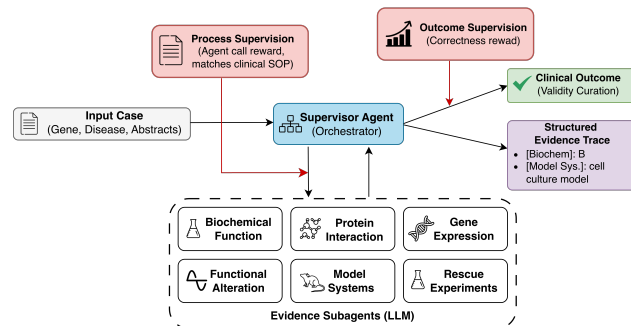 Process Supervision
(Agent call reward,
matches clinical SOP)
Outcome Supervision
(Correctness rewad)
Input Case
(Gene, Disease, Abstracts)
Supervisor Agent
(Orchestrator)
Clinical Outcome
(Validity Curation)
Structured
Evidence Trace
• [Biochem]: B
• [Model Sys.]: cell
culture model
Biochemical
Function
Protein
Interaction
Gene
Expression
Functional
Alteration
Model
Systems
Rescue
Experiments
Evidence Subagents (LLM)